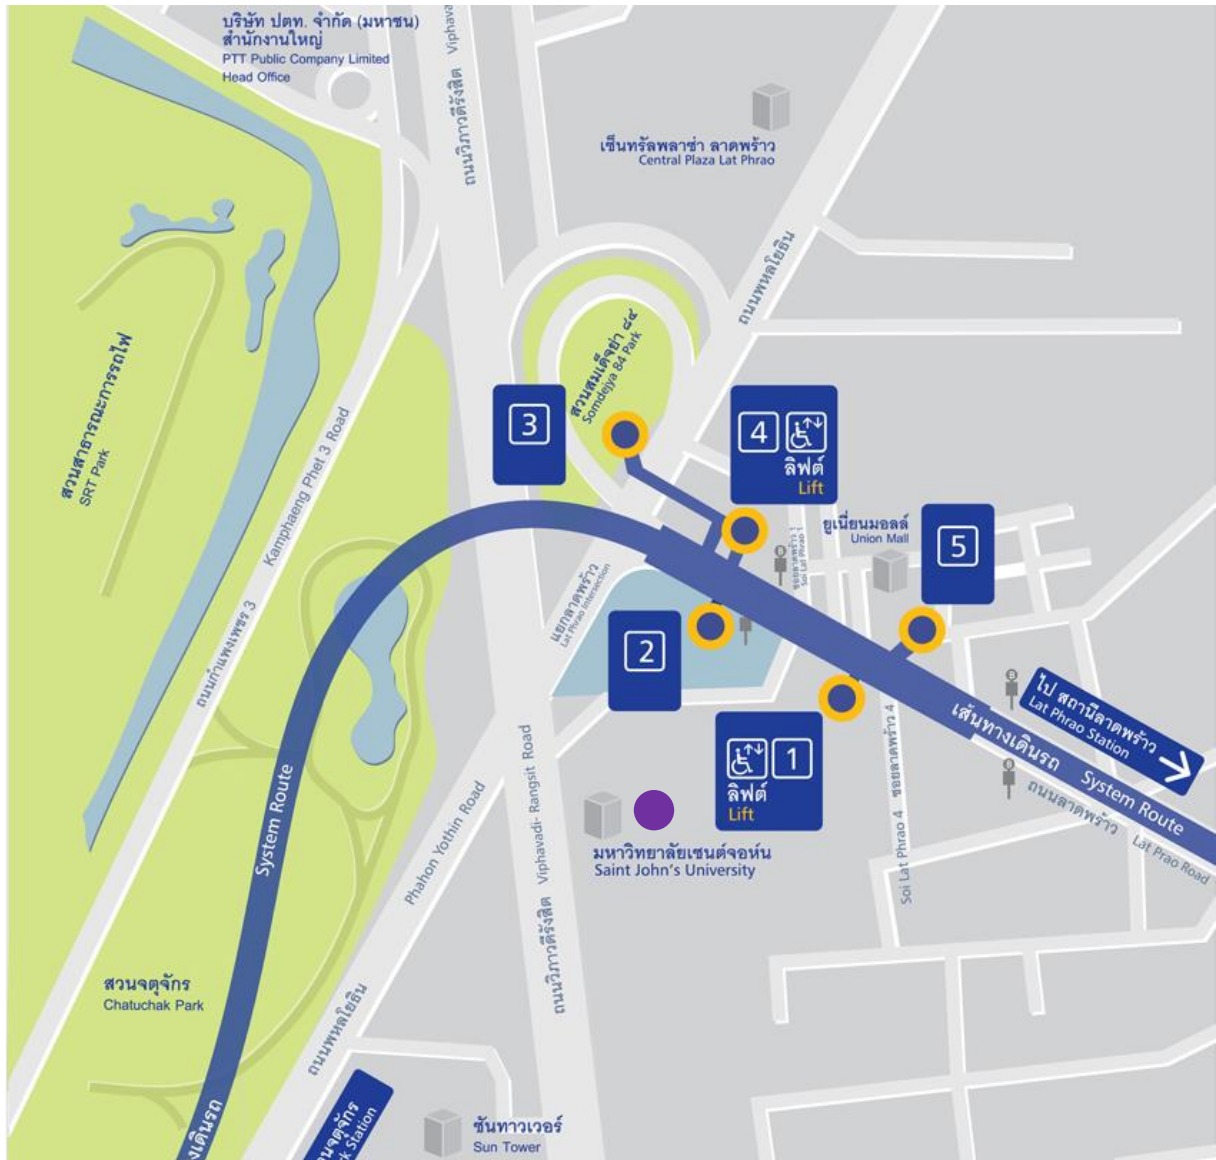 บริษัท ปตท. จำกัด (มหาชน)
สำนักงานใหญ่
PTT Public Company Limited
Head Office
ถนนวิภาวดีรังสิต
เซ็นทรัลพลาซ่า ลาดพร้าว
Central Plaza Lat Phrao
ถนนพหลโยธิน
สวนสาธารณะการรถไฟ
SRT Park
สวนสมเด็จย่า ๘๔
Somdejya 84 Park
3
4
ลิฟต์
Lift
ถนนกำแพงเพชร 3 Kamphaeng Phet 3 Road
ยูเนี่ยนมอลล์
Union Mall
5
ซอยลาดพร้าว 1
Soi Lat Phrao 1
แยกลาดพร้าว
Lat Phrao Intersection
2
B
B
B
ไป สถานีลาดพร้าว
Lat Phrao Station
เส้นทางเดินรถ System Route
ถนนลาดพร้าว Lat Prao Road
1
ลิฟต์
Lift
Soi Lat Phrao 4 ซอยลาดพร้าว 4
มหาวิทยาลัยเซนต์จอห์น
Saint John's University
System Route
ถนนพหลโยธิน Phahon Yothin Road
ถนนวิภาวดีรังสิต Viphavadi- Rangsit Road
สวนจตุจักร
Chatuchak Park
ซันทาวเวอร์
Sun Tower